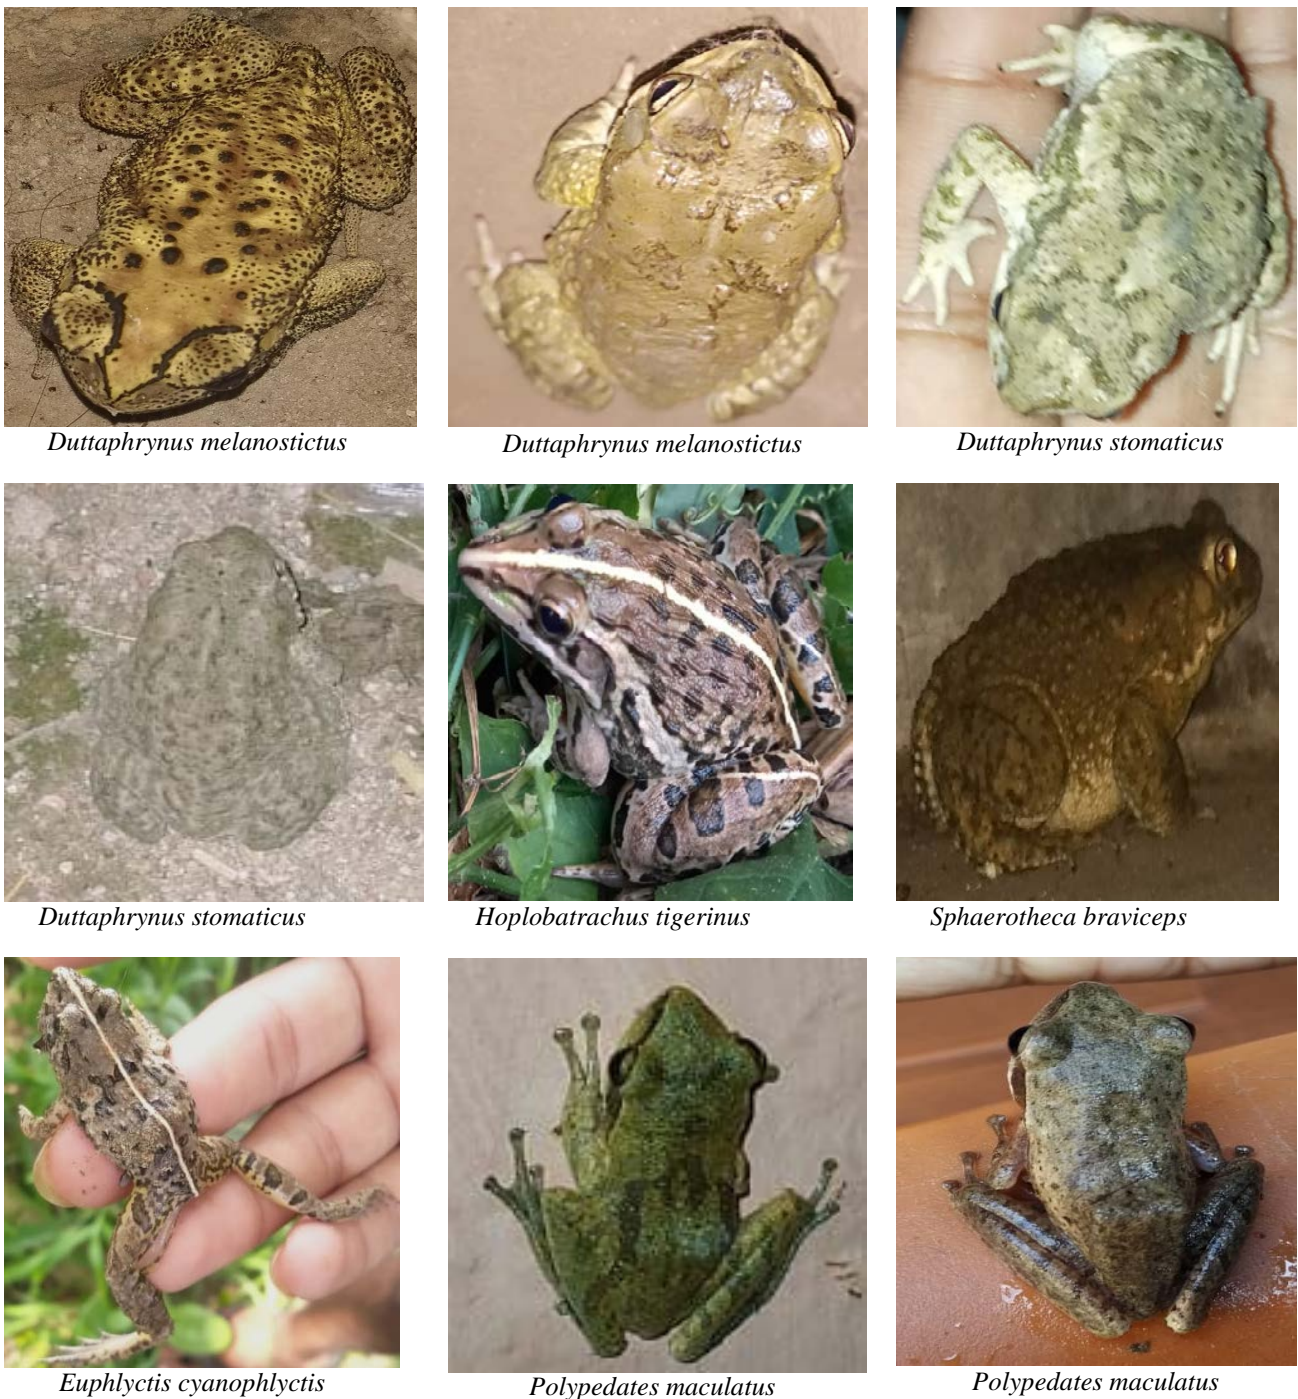 Duttaphrynus melanostictus
Duttaphrynus melanostictus
Duttaphrynus stomaticus
Duttaphrynus stomaticus
Hoplobatrachus tigerinus
Sphaerotheca braviceps
Euphlyctis cyanophlyctis
Polypedates maculatus
Polypedates maculatus